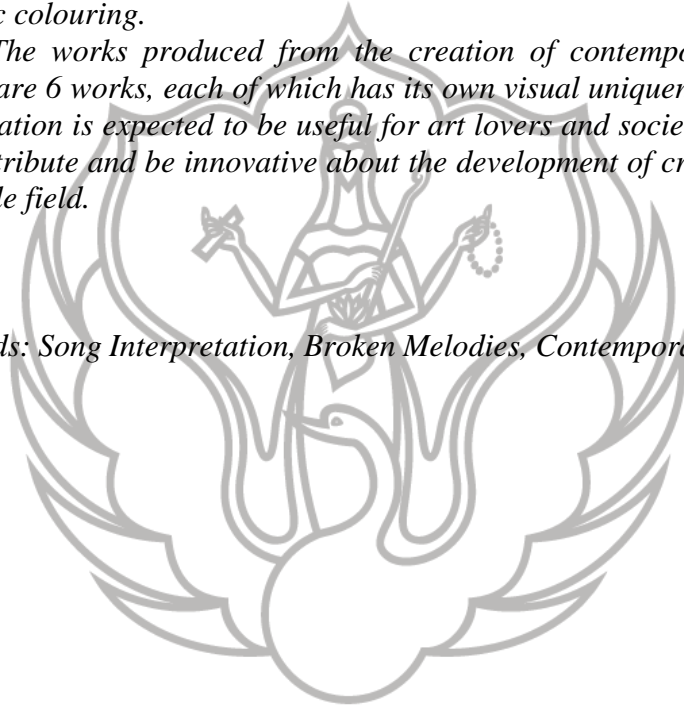 c colouring.
The works produced from the creation of contempo
are 6 works, each of which has its own visual unique
ation is expected to be useful for art lovers and socie
tribute and be innovative about the development of c
le field.
ds: Song Interpretation, Broken Melodies, Contempor